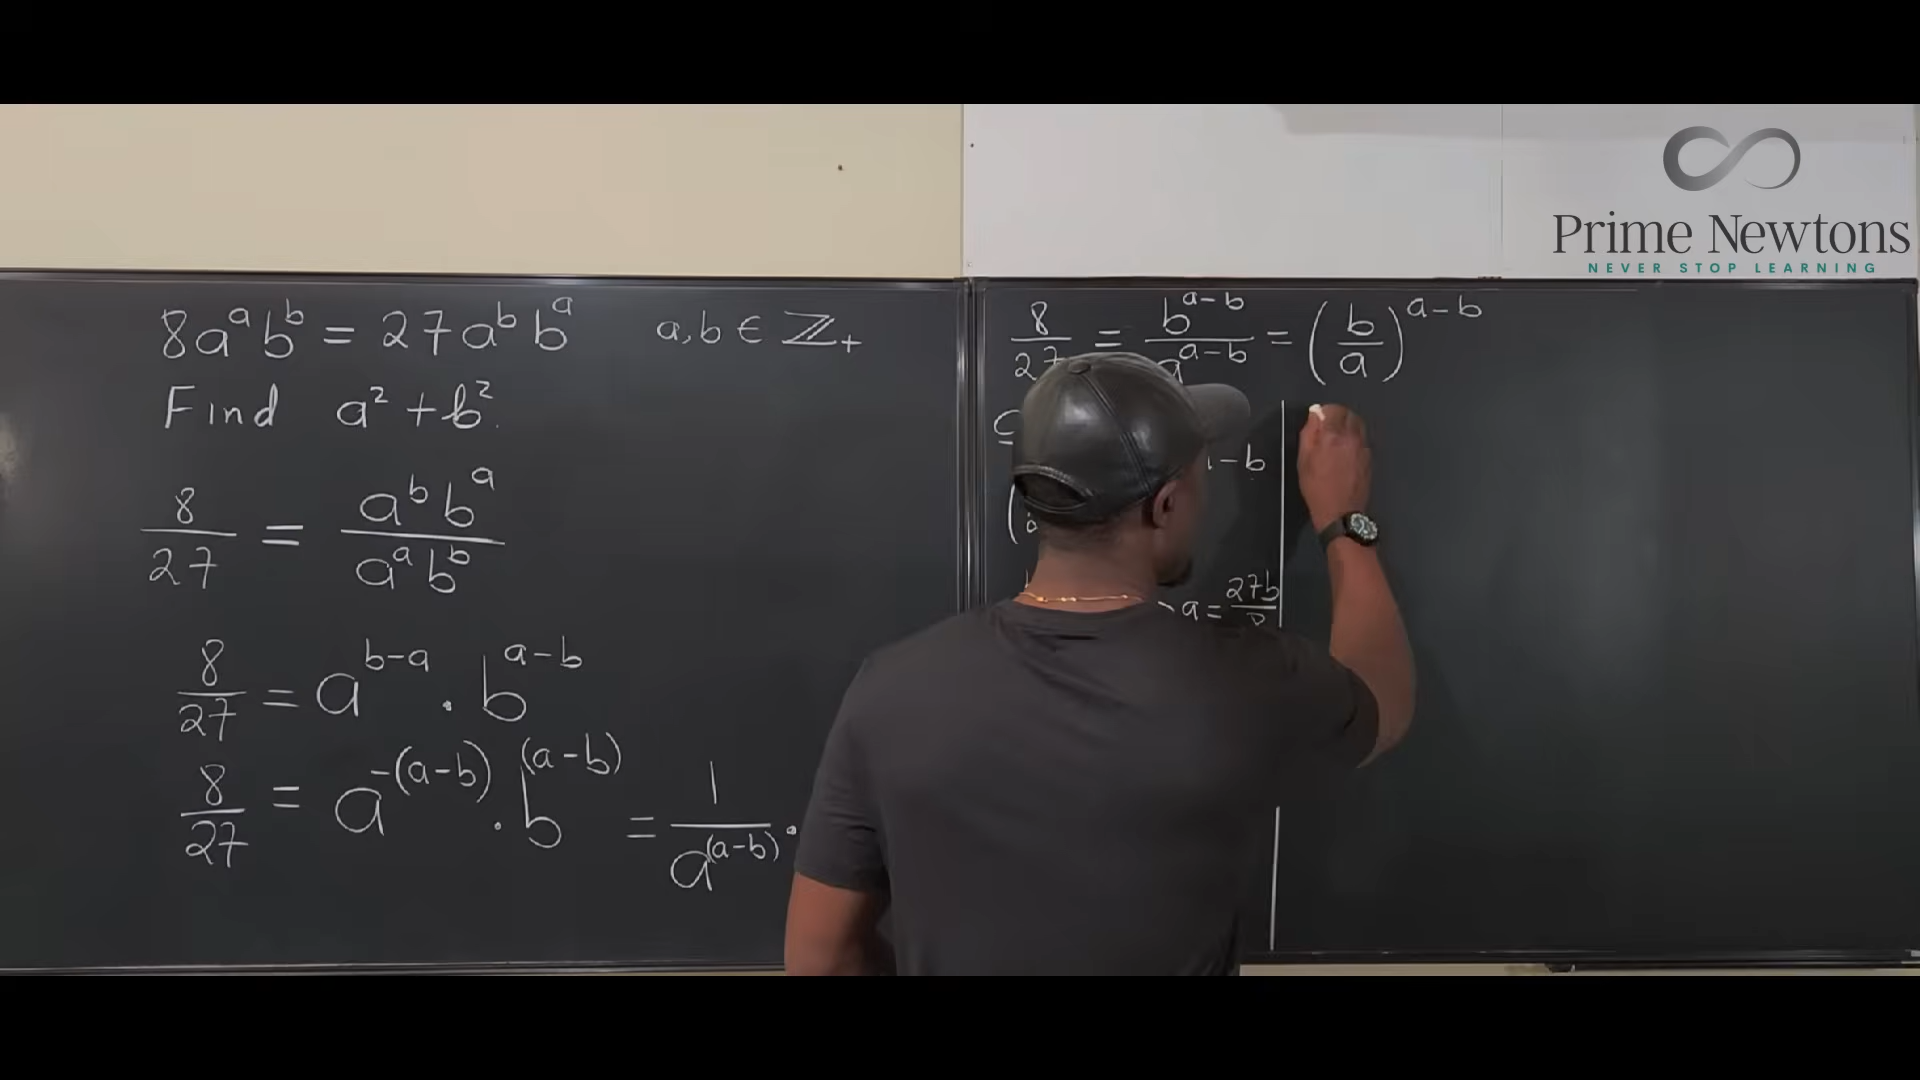 Prime Newtons
NEVER STOP LEARNING
8a^a b^b = 27a^b b^a    a, b ∈ ℤ₊
Find a² + b².
8/27 = (a^b b^a)/(a^a b^b)
8/27 = a^(b-a) · b^(a-b)
8/27 = a^(-(a-b)) · b^((a-b)) = 1/a^((a-b)) ·
8/27 = b^(a-b)/a^(a-b) = (b/a)^(a-b)
-b
a = 27b/8